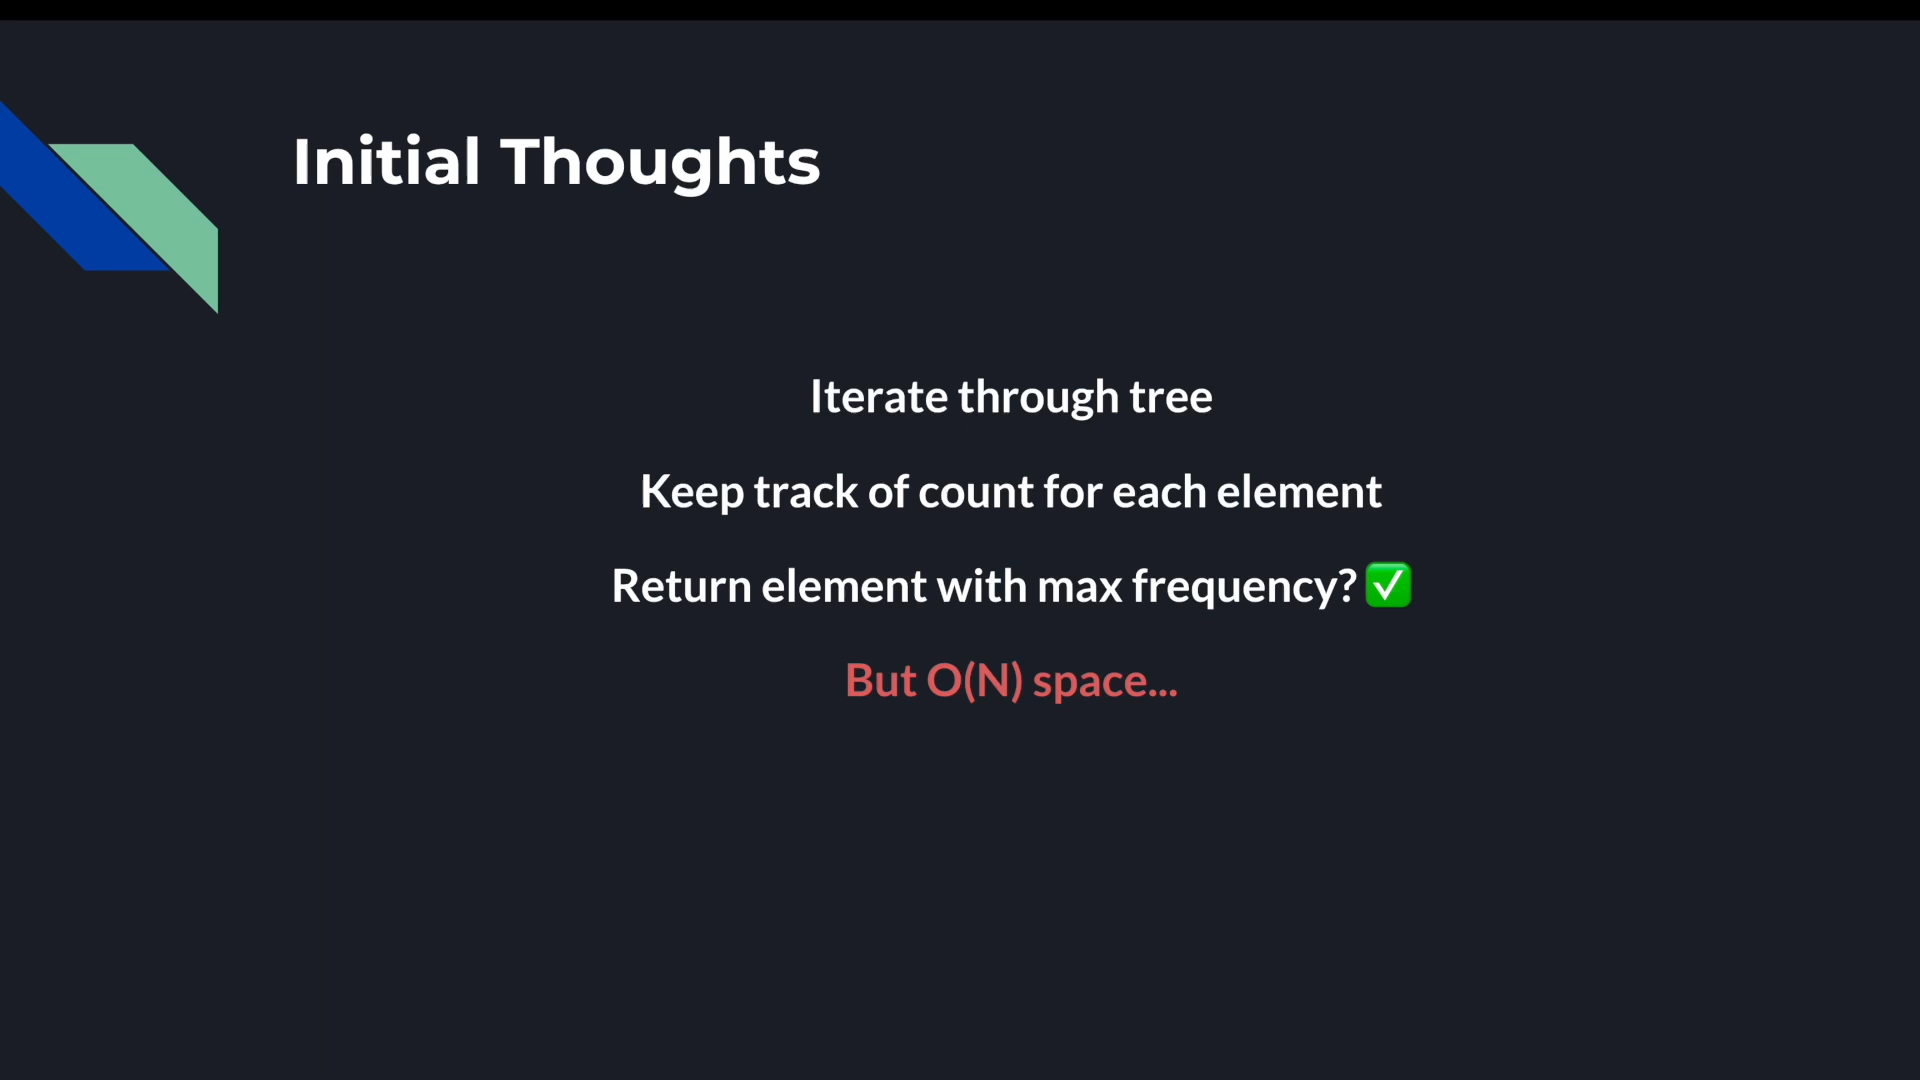 Initial Thoughts
Iterate through tree
Keep track of count for each element
Return element with max frequency? ✅
But O(N) space...